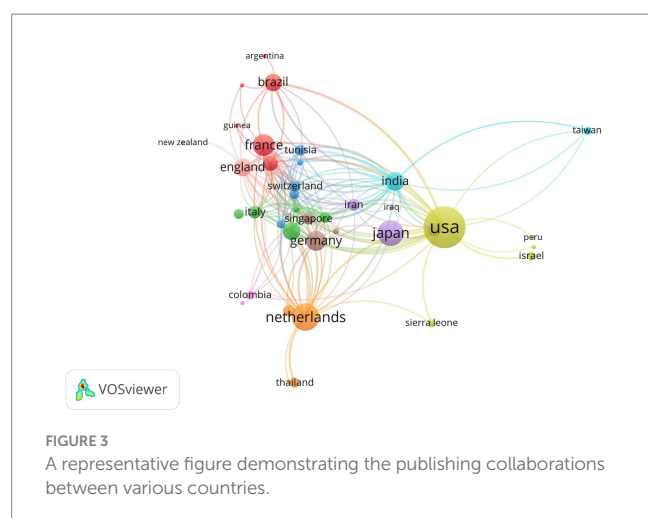 argentina
brazil
guinea
taiwan
new zealand
france
tunisia
england
india
switzerland
iran
iraq
italy
singapore
usa
japan
germany
peru
israel
colombia
netherlands
sierra leone
thailand
VOSviewer
FIGURE 3
A representative figure demonstrating the publishing collaborations
between various countries.